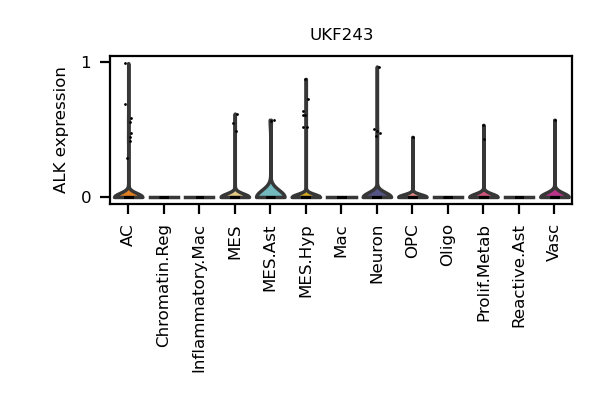 UKF243
ALK expression
1
0
AC
Chromatin.Reg
Inflammatory.Mac
MES
MES.Ast
MES.Hyp
Mac
Neuron
OPC
Oligo
Prolif.Metab
Reactive.Ast
Vasc